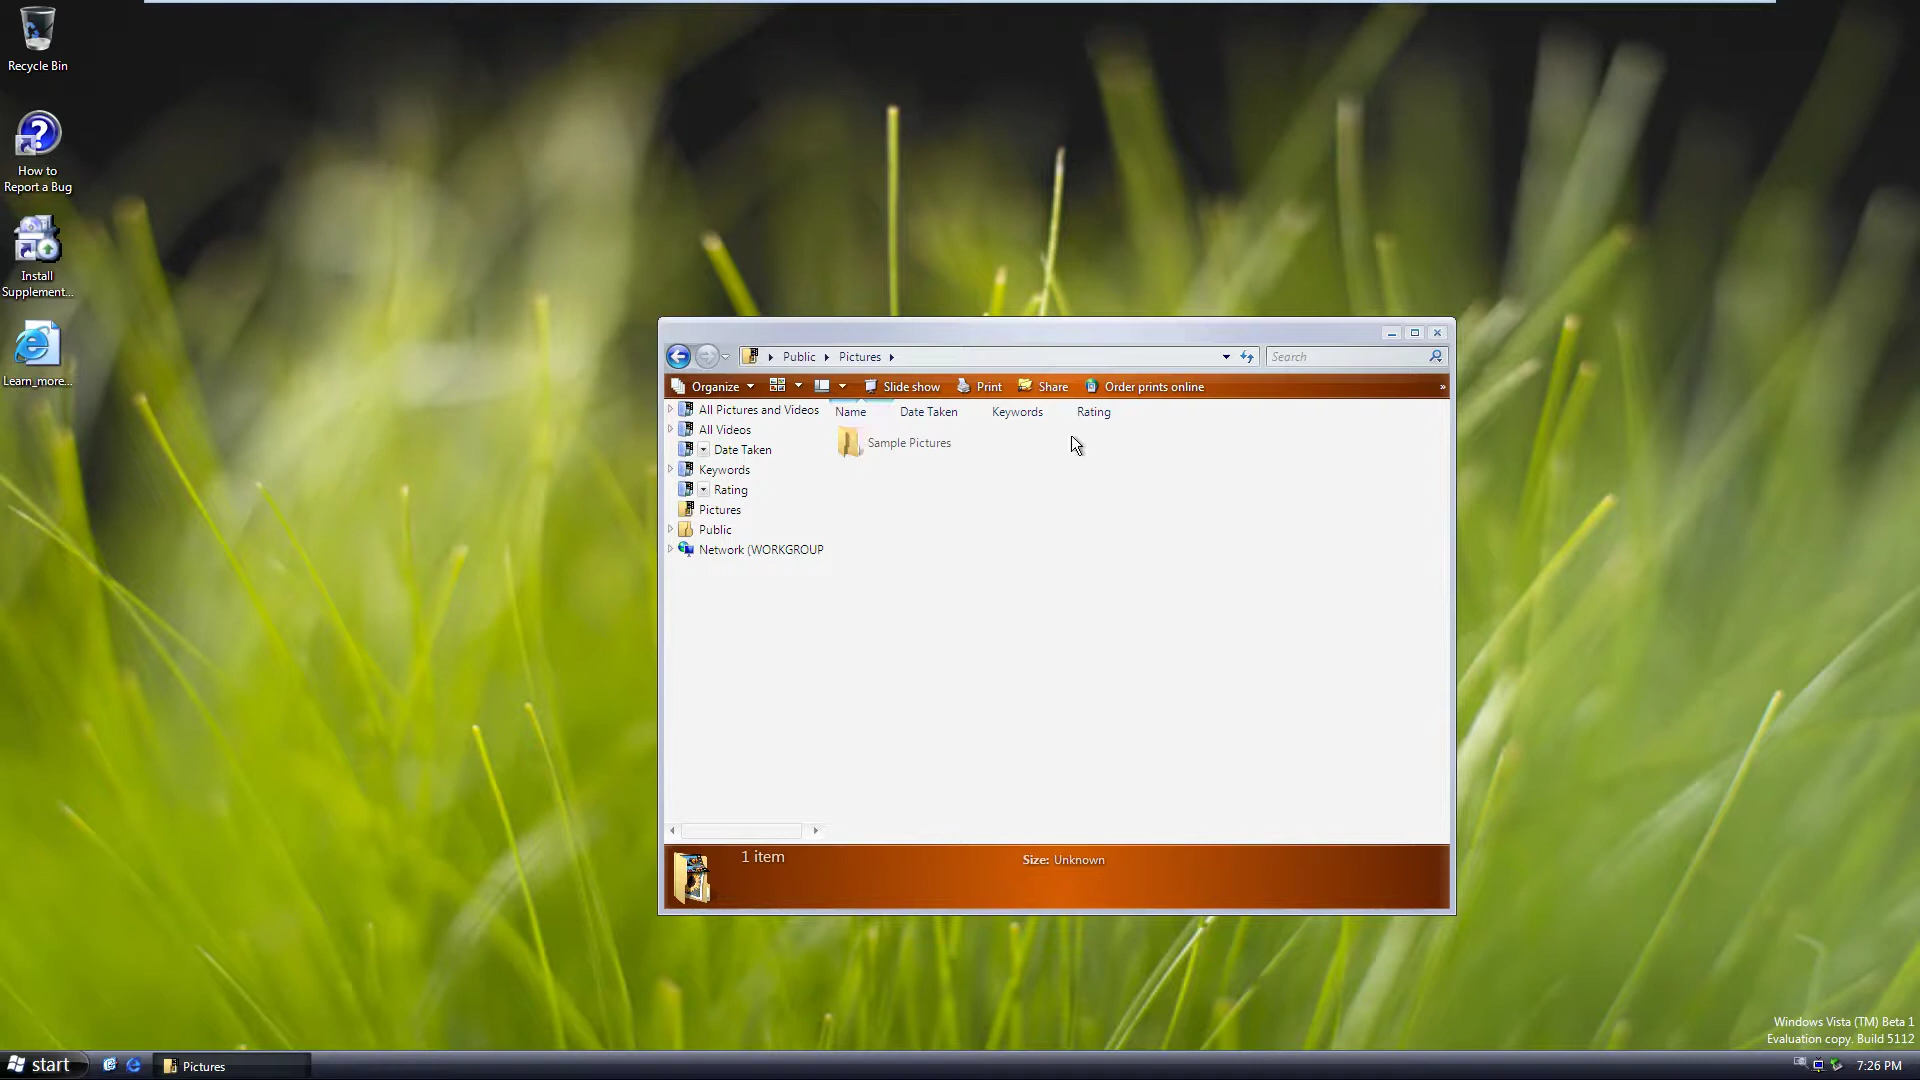 Recycle Bin
How to
Report a Bug
Install
Supplement...
Learn_more...
Public
Pictures
Search
Organize
Slide show
Print
Share
Order prints online
»
All Pictures and Videos
All Videos
Date Taken
Keywords
Rating
Pictures
Public
Network (WORKGROUP
Name
Date Taken
Keywords
Rating
Sample Pictures
1 item
Size: Unknown
Windows Vista (TM) Beta 1
Evaluation copy. Build 5112
start
Pictures
7:26 PM